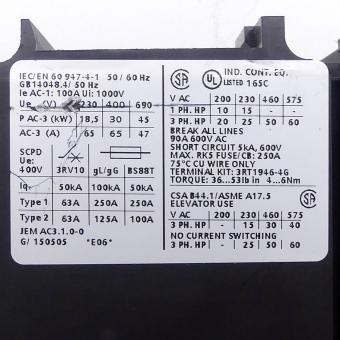 IEC/EN 60 947-4-1 50 / 60 Hz
GB14048.4/ 50 Hz
Ie AC-1: 100A Ui: 1000V
Ue (V) 230 400 690
P AC-3 (kW) 18,5 30 45
AC-3 (A) 65 65 47
SCPD
Ue:
400V 3RV10 gL/gG BS88T
Iq. 50kA 100kA 50kA
Type 1 63A 250A 250A
Type 2 63A 125A 100A
JEM AC3.1.0-0
G/ 150505 *E06*
SA UL IND. CONT. EQ.
LISTED 165C
V AC 200 230 460 575
1 PH. HP 10 15 - -
3 PH. HP 20 25 50 60
BREAK ALL LINES
90A 600V AC
SHORT CIRCUIT 5kA, 600V
MAX. RK5 FUSE/CB: 250A
75°C CU WIRE ONLY
TERMINAL KIT: 3RT1946-4G
TORQUE: 36...53lb in 4...6Nm
CSA B44.1/ASME A17.5
ELEVATOR USE
V AC 200 230 460 575
3 PH. HP - 15 30 40
NO CURRENT SWITCHING
3 PH. HP - 25 50 60